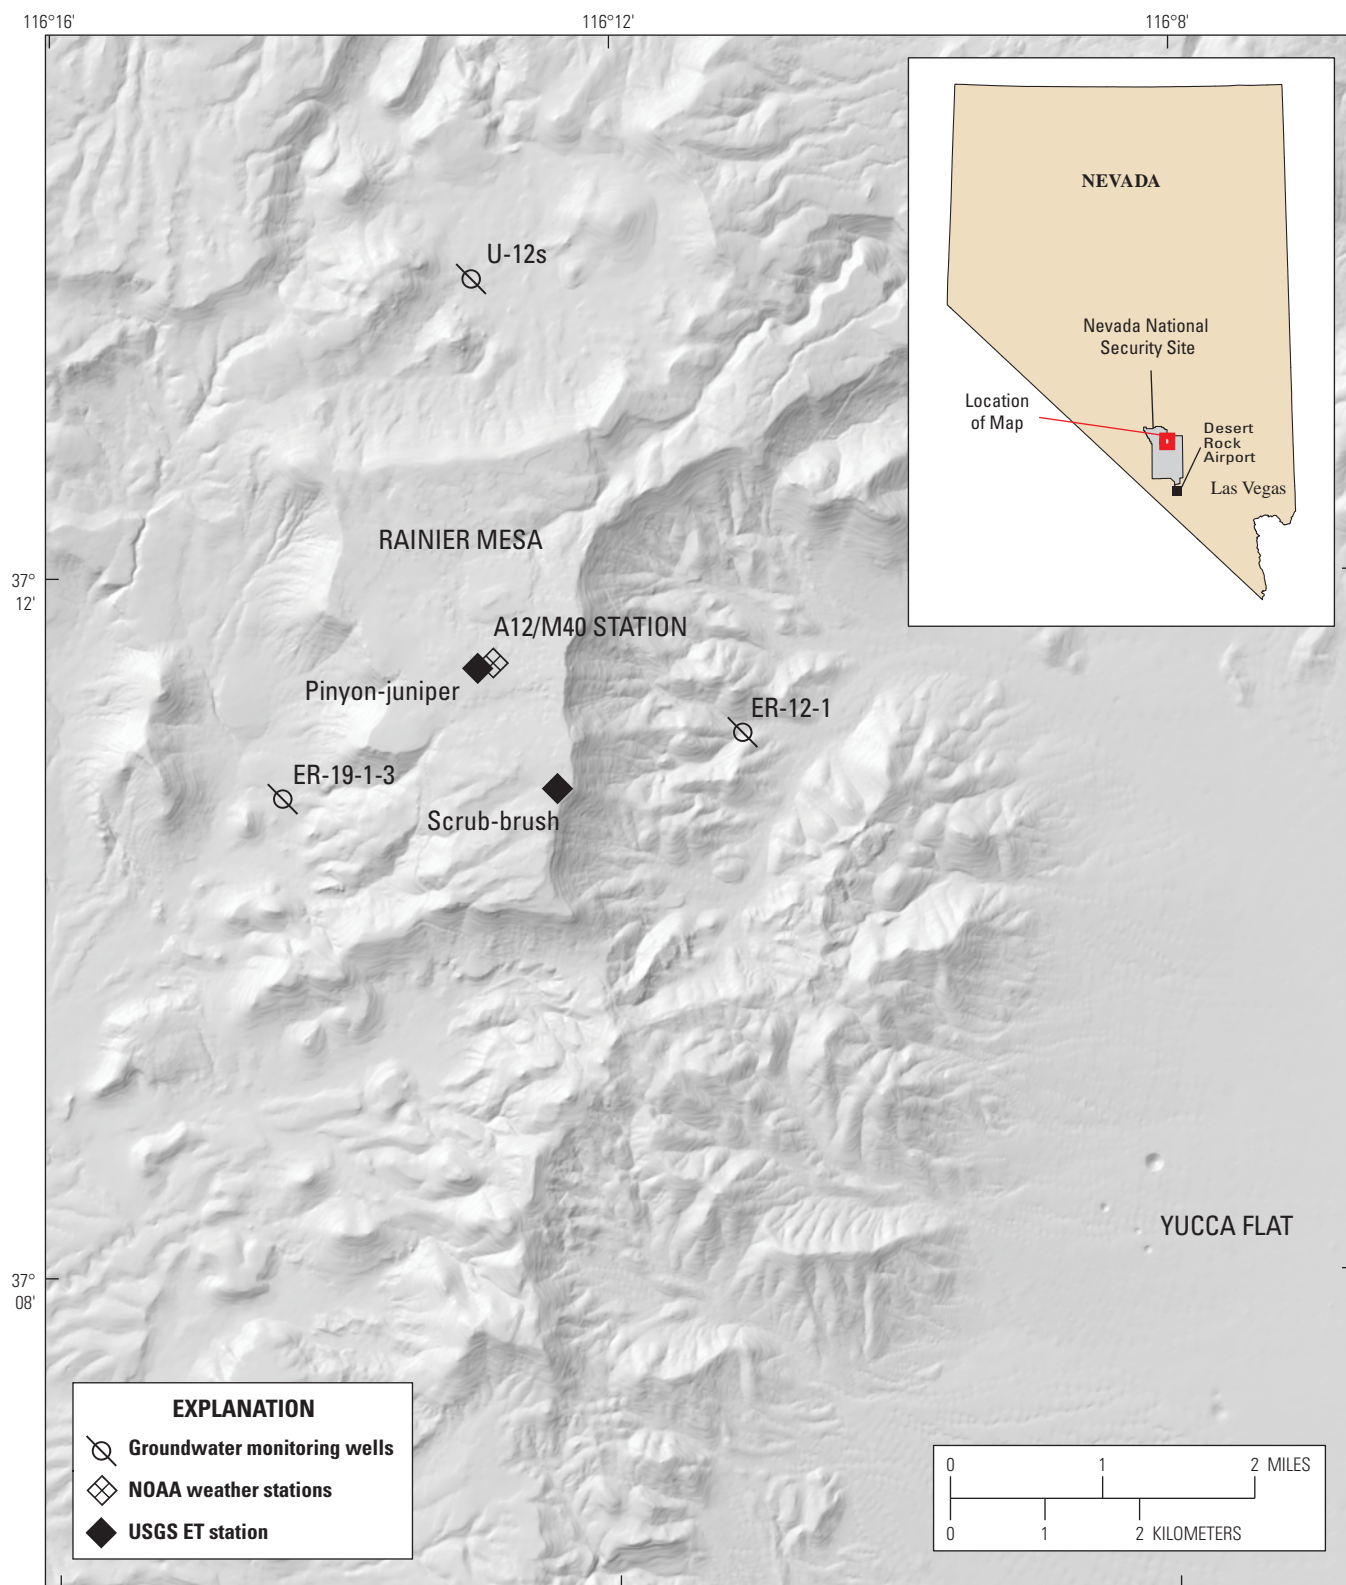 116°16'
116°12'
116°8'
NEVADA
U-12s
Nevada National
Security Site
Location
of Map
Desert
Rock
Airport
Las Vegas
RAINIER MESA
37°
12'
A12/M40 STATION
Pinyon-juniper
ER-12-1
ER-19-1-3
Scrub-brush
YUCCA FLAT
37°
08'
EXPLANATION
Groundwater monitoring wells
NOAA weather stations
USGS ET station
0 1 2 MILES
0 1 2 KILOMETERS